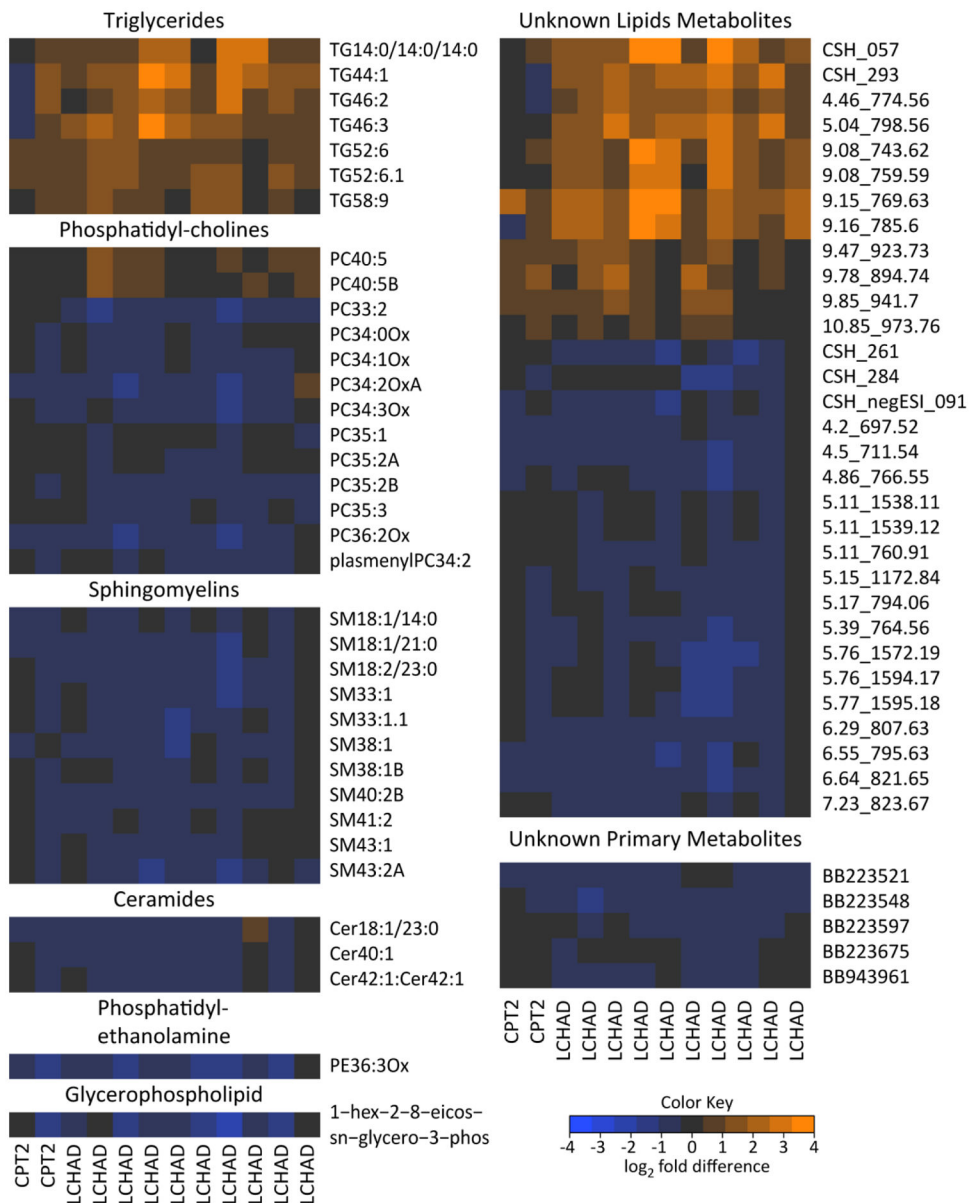 Triglycerides
TG14:0/14:0/14:0
TG44:1
TG46:2
TG46:3
TG52:6
TG52:6.1
TG58:9
Phosphatidyl-cholines
PC40:5
PC40:5B
PC33:2
PC34:0Ox
PC34:1Ox
PC34:2OxA
PC34:3Ox
PC35:1
PC35:2A
PC35:2B
PC35:3
PC36:2Ox
plasmenylPC34:2
Sphingomyelins
SM18:1/14:0
SM18:1/21:0
SM18:2/23:0
SM33:1
SM33:1.1
SM38:1
SM38:1B
SM40:2B
SM41:2
SM43:1
SM43:2A
Ceramides
Cer18:1/23:0
Cer40:1
Cer42:1:Cer42:1
Phosphatidyl-
ethanolamine
PE36:3Ox
Glycerophospholipid
1−hex−2−8−eicos−
sn−glycero−3−phos
CPT2
CPT2
LCHAD
LCHAD
LCHAD
LCHAD
LCHAD
LCHAD
LCHAD
LCHAD
LCHAD
LCHAD
Unknown Lipids Metabolites
CSH_057
CSH_293
4.46_774.56
5.04_798.56
9.08_743.62
9.08_759.59
9.15_769.63
9.16_785.6
9.47_923.73
9.78_894.74
9.85_941.7
10.85_973.76
CSH_261
CSH_284
CSH_negESI_091
4.2_697.52
4.5_711.54
4.86_766.55
5.11_1538.11
5.11_1539.12
5.11_760.91
5.15_1172.84
5.17_794.06
5.39_764.56
5.76_1572.19
5.76_1594.17
5.77_1595.18
6.29_807.63
6.55_795.63
6.64_821.65
7.23_823.67
Unknown Primary Metabolites
BB223521
BB223548
BB223597
BB223675
BB943961
CPT2
CPT2
LCHAD
LCHAD
LCHAD
LCHAD
LCHAD
LCHAD
LCHAD
LCHAD
LCHAD
LCHAD
Color Key
-4 -3 -2 -1 0 1 2 3 4
log2 fold difference